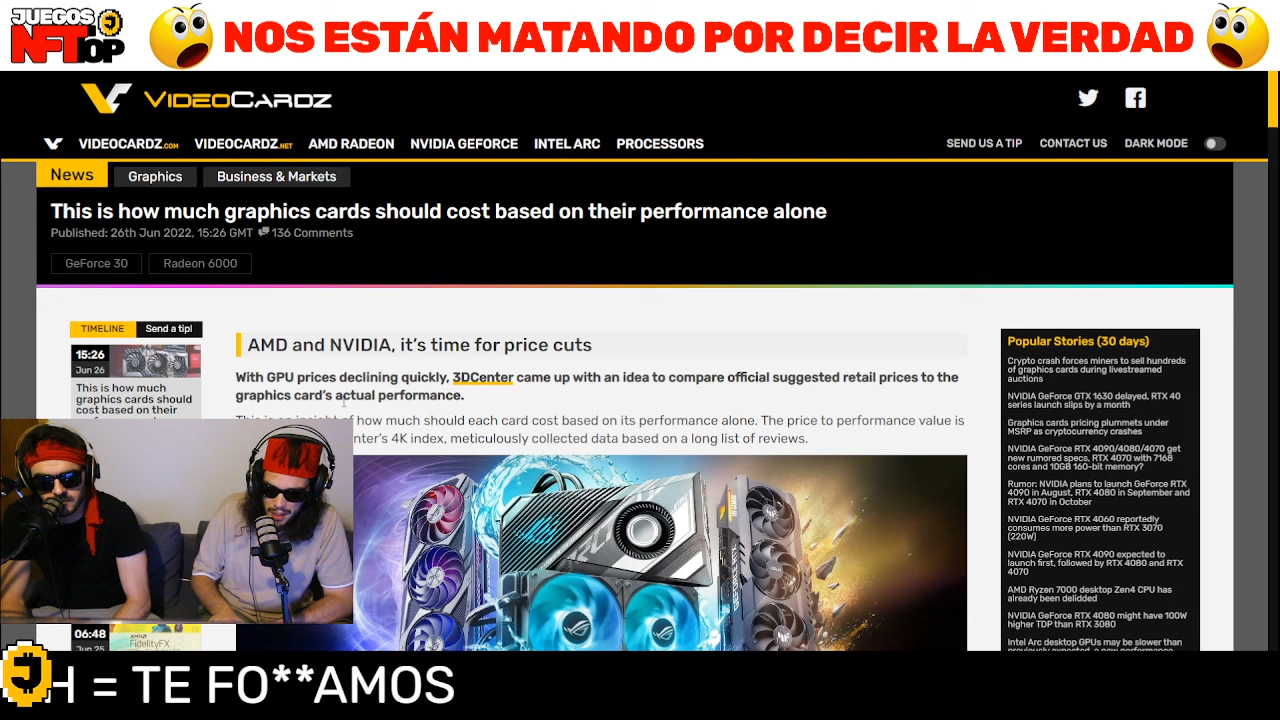 JUEGOS
NFT TOP
NOS ESTÁN MATANDO POR DECIR LA VERDAD
VIDEOCARDZ
VIDEOCARDZ.COM VIDEOCARDZ.NET AMD RADEON NVIDIA GEFORCE INTEL ARC PROCESSORS SEND US A TIP CONTACT US DARK MODE
News Graphics Business & Markets
This is how much graphics cards should cost based on their performance alone
Published: 26th Jun 2022, 15:26 GMT 136 Comments
GeForce 30 Radeon 6000
TIMELINE Send a tip!
15:26
Jun 26
This is how much
graphics cards should
cost based on their
AMD and NVIDIA, it's time for price cuts
With GPU prices declining quickly, 3DCenter came up with an idea to compare official suggested retail prices to the
graphics card's actual performance.
This is an insight of how much should each card cost based on its performance alone. The price to performance value is
nter's 4K index, meticulously collected data based on a long list of reviews.
Popular Stories (30 days)
Crypto crash forces miners to sell hundreds
of graphics cards during livestreamed
auctions
NVIDIA GeForce GTX 1630 delayed, RTX 40
series launch slips by a month
Graphics cards pricing plummets under
MSRP as cryptocurrency crashes
NVIDIA GeForce RTX 4090/4080/4070 get
new rumored specs, RTX 4070 with 7168
cores and 10GB 160-bit memory?
Rumor: NVIDIA plans to launch GeForce RTX
4090 in August, RTX 4080 in September and
RTX 4070 in October
NVIDIA GeForce RTX 4060 reportedly
consumes more power than RTX 3070
(220W)
NVIDIA GeForce RTX 4090 expected to
launch first, followed by RTX 4080 and RTX
4070
AMD Ryzen 7000 desktop Zen4 CPU has
already been delidded
NVIDIA GeForce RTX 4080 might have 100W
higher TDP than RTX 3080
Intel Arc desktop GPUs may be slower than
previously expected, a new performance
06:48
Jun 25
AMD
FidelityFX
H = TE FO**AMOS